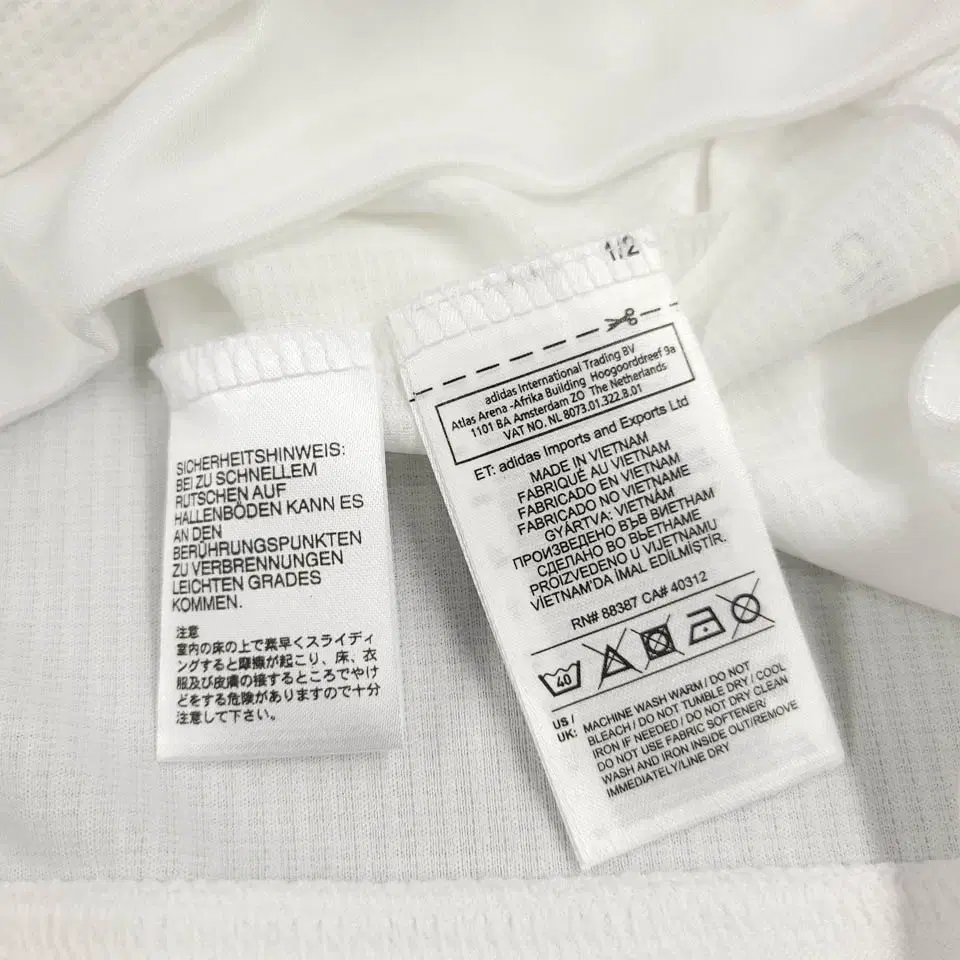 SICHERHEITSHINWEIS:
BEI ZU SCHNELLEM
RUTSCHEN AUF
HALLENBÖDEN KANN ES
AN DEN
BERÜHRUNGSPUNKTEN
ZU VERBRENNUNGEN
LEICHTEN GRADES
KOMMEN.
注意
室内の床の上で素早くスライディ
ングすると摩擦が起こり、床、衣
服及び皮膚の接するところでやけ
どをする危険がありますので十分
注意して下さい。
1/2
adidas International Trading BV
Atlas Arena -Afrika Building Hoogoorddreef 9a
1101 BA Amsterdam ZO The Netherlands
VAT NO. NL 8073.01.322.B.01
ET: adidas Imports and Exports Ltd
MADE IN VIETNAM
FABRIQUÉ AU VIETNAM
FABRICADO EN VIETNAM
FABRICADO NO VIETNAME
GYÁRTVA: VIETNÁM
ПРОИЗВЕДЕНО ВЪВ ВИЕТНАМ
СДЕЛАНО ВО ВЬЕТНАМЕ
PROIZVEDENO U VIJETNAMU
VİETNAM'DA İMAL EDİLMİŞTİR.
RN# 88387 CA# 40312
40
US / UK: MACHINE WASH WARM / DO NOT
BLEACH / DO NOT TUMBLE DRY / COOL
IRON IF NEEDED / DO NOT DRY CLEAN
DO NOT USE FABRIC SOFTENER/
WASH AND IRON INSIDE OUT/REMOVE
IMMEDIATELY/LINE DRY